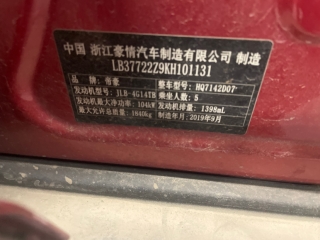 中国 浙江豪情汽车制造有限公司 制造
LB37722Z9KH101131
品牌：帝豪 整车型号：HQ7142D07
发动机型号：JLB-4G14TB 乘坐人数：5
发动机最大净功率：104kW 发动机排量：1398mL
最大允许总质量：1840kg 制造年月：2019年9月